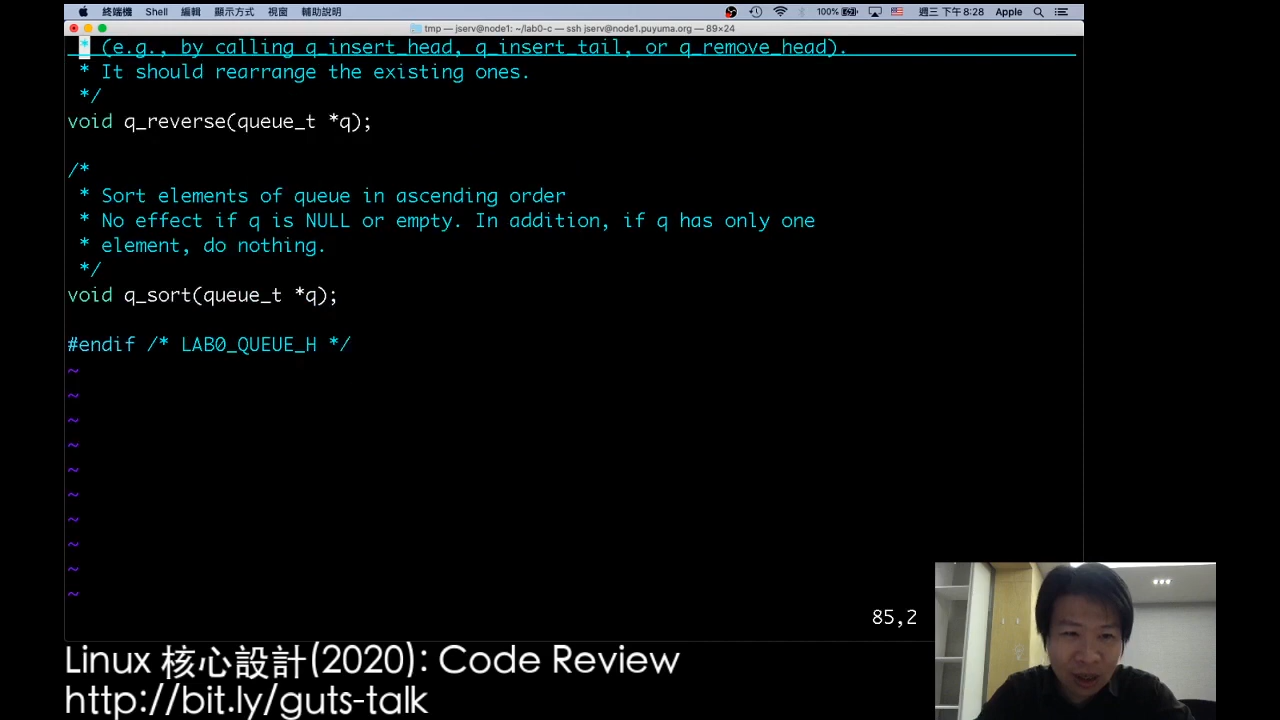 終端機 Shell 編輯 顯示方式 視窗 輔助說明 100% 週三 下午 8:28 Apple
tmp — jserv@node1: ~/lab0-c — ssh jserv@node1.puyuma.org — 89×24
* (e.g., by calling q_insert_head, q_insert_tail, or q_remove_head).
* It should rearrange the existing ones.
*/
void q_reverse(queue_t *q);
/*
* Sort elements of queue in ascending order
* No effect if q is NULL or empty. In addition, if q has only one
* element, do nothing.
*/
void q_sort(queue_t *q);
#endif /* LAB0_QUEUE_H */
~
~
~
~
~
~
~
~
~
~
85,2
Linux 核心設計(2020): Code Review
http://bit.ly/guts-talk